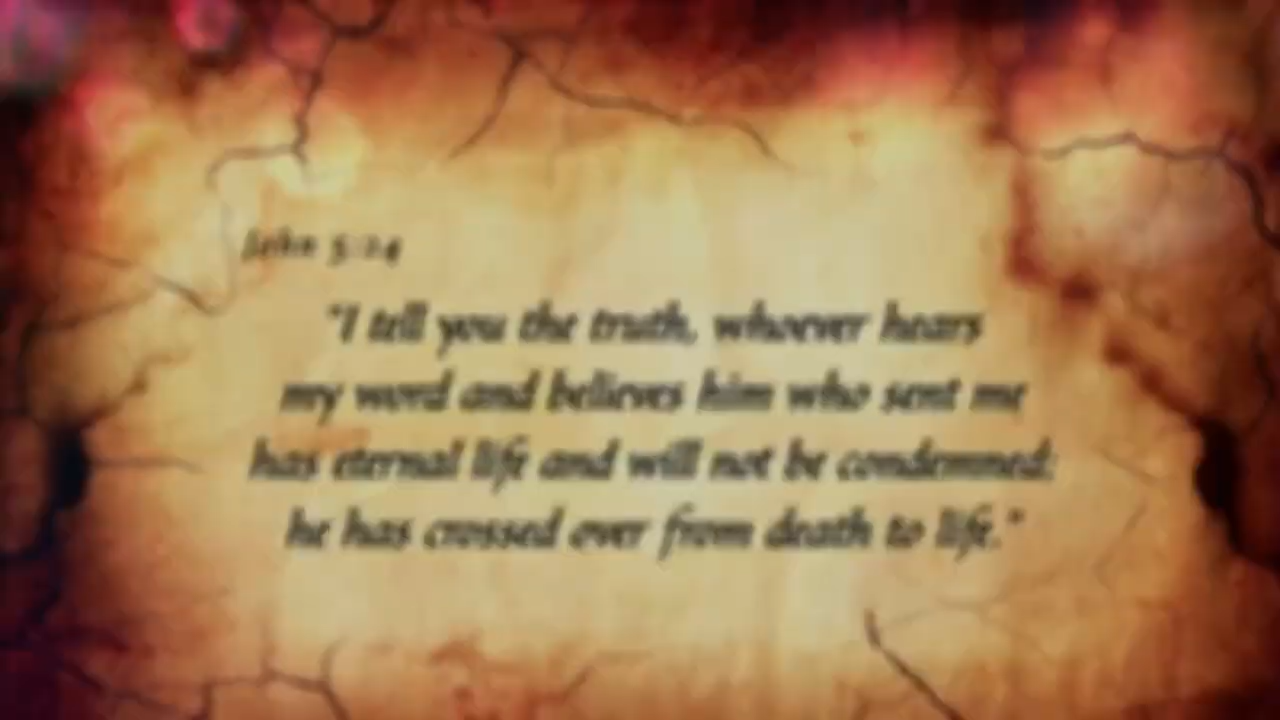 John 5:24
"I tell you the truth, whoever hears
my word and believes him who sent me
has eternal life and will not be condemned;
he has crossed over from death to life."